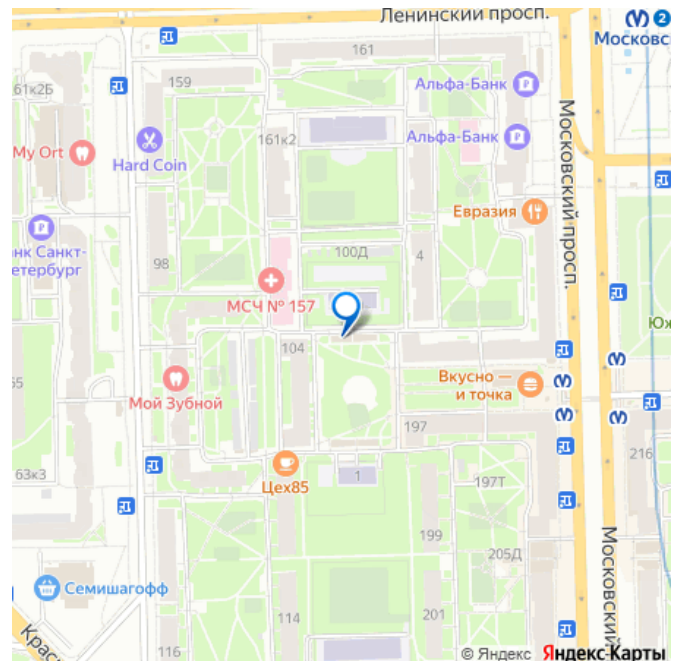 Ленинский просп.
2
Московс
161
159
61к2Б
Альфа-Банк
161к2
Альфа-Банк
My Ort
Hard Coin
Московский просп.
Евразия
нк Санкт-
етербург
100Д
4
98
МСЧ № 157
Юж
104
55
Мой Зубной
Вкусно —
и точка
197
216
63к3
Цех85
1
197Т
199
205Д
Московский
Семишагофф
114
201
Крас
116
© Яндекс Яндекс Карты